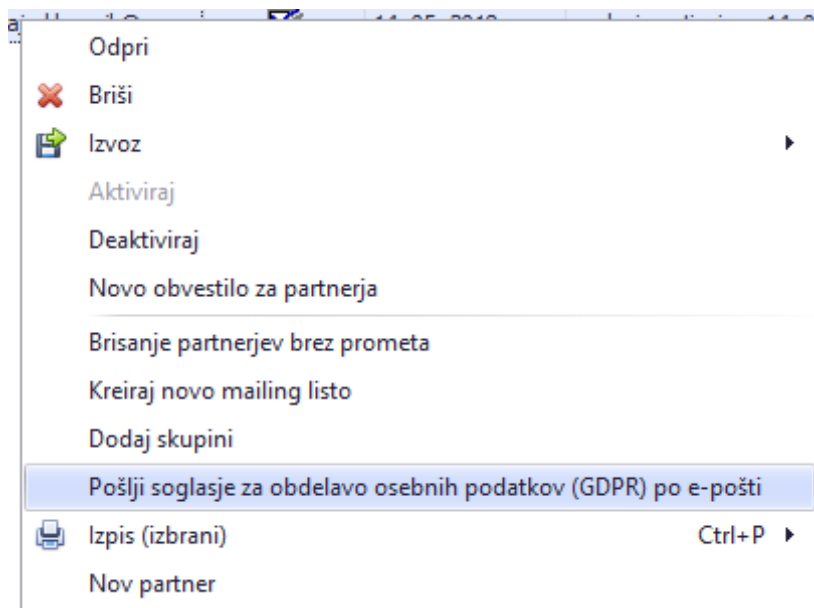 Odpri
Briši
Izvoz
Aktiviraj
Deaktiviraj
Novo obvestilo za partnerja
Brisanje partnerjev brez prometa
Kreiraj novo mailing listo
Dodaj skupini
Pošlji soglasje za obdelavo osebnih podatkov (GDPR) po e-pošti
Izpis (izbrani) Ctrl+P
Nov partner